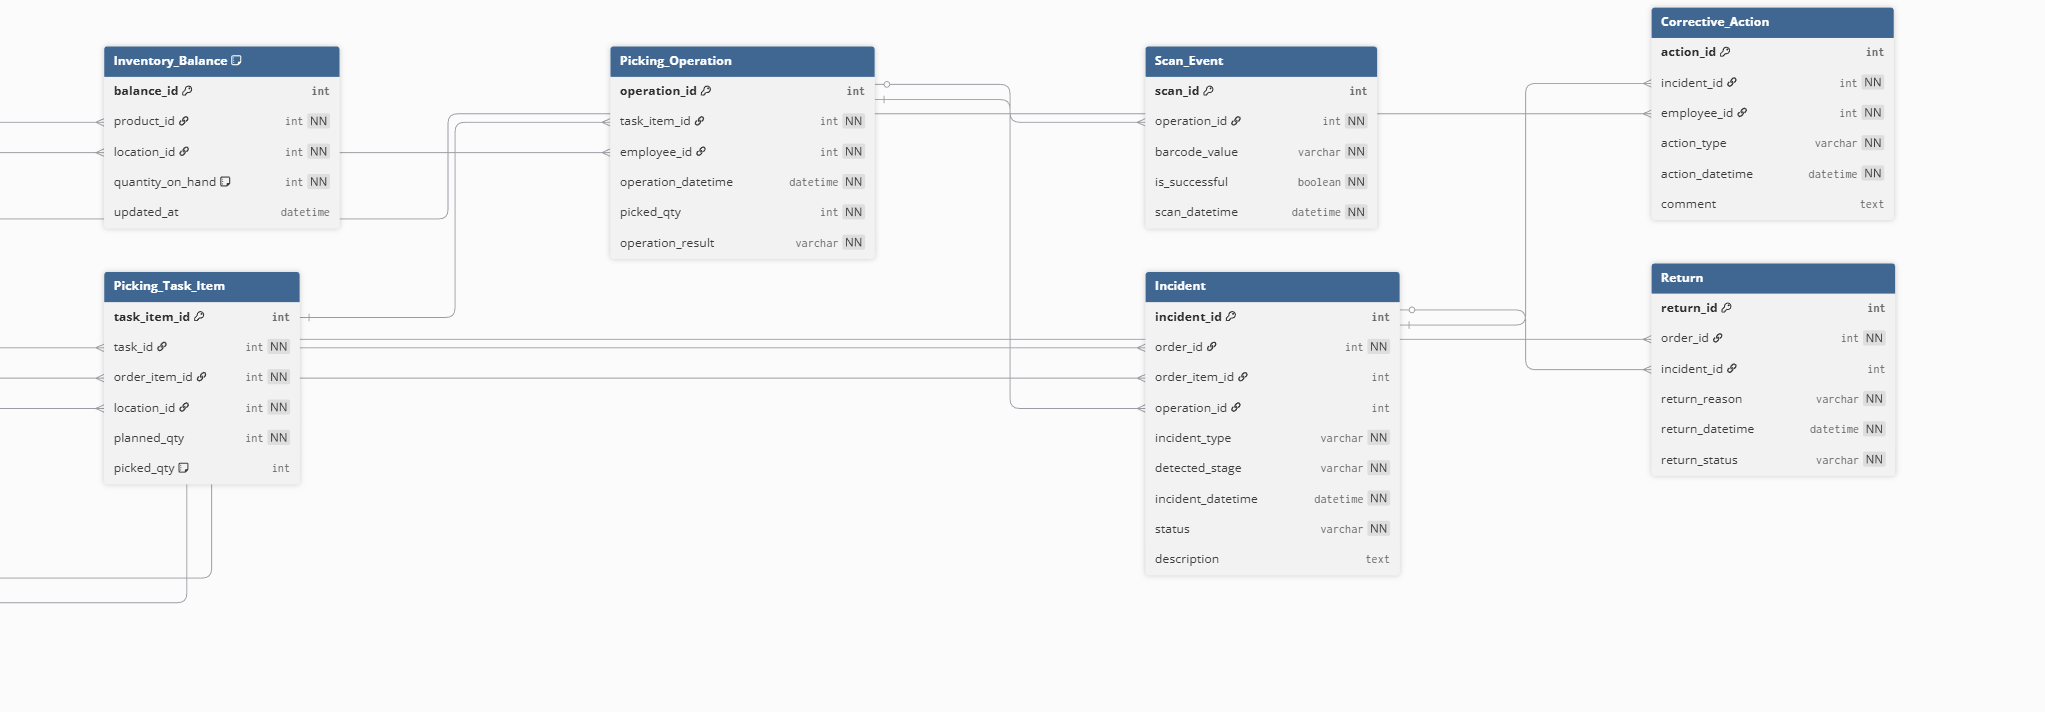 Inventory_Balance
balance_id int
product_id int NN
location_id int NN
quantity_on_hand int NN
updated_at datetime
Picking_Task_Item
task_item_id int
task_id int NN
order_item_id int NN
location_id int NN
planned_qty int NN
picked_qty int
Picking_Operation
operation_id int
task_item_id int NN
employee_id int NN
operation_datetime datetime NN
picked_qty int NN
operation_result varchar NN
Scan_Event
scan_id int
operation_id int NN
barcode_value varchar NN
is_successful boolean NN
scan_datetime datetime NN
Incident
incident_id int
order_id int NN
order_item_id int
operation_id int
incident_type varchar NN
detected_stage varchar NN
incident_datetime datetime NN
status varchar NN
description text
Corrective_Action
action_id int
incident_id int NN
employee_id int NN
action_type varchar NN
action_datetime datetime NN
comment text
Return
return_id int
order_id int NN
incident_id int
return_reason varchar NN
return_datetime datetime NN
return_status varchar NN